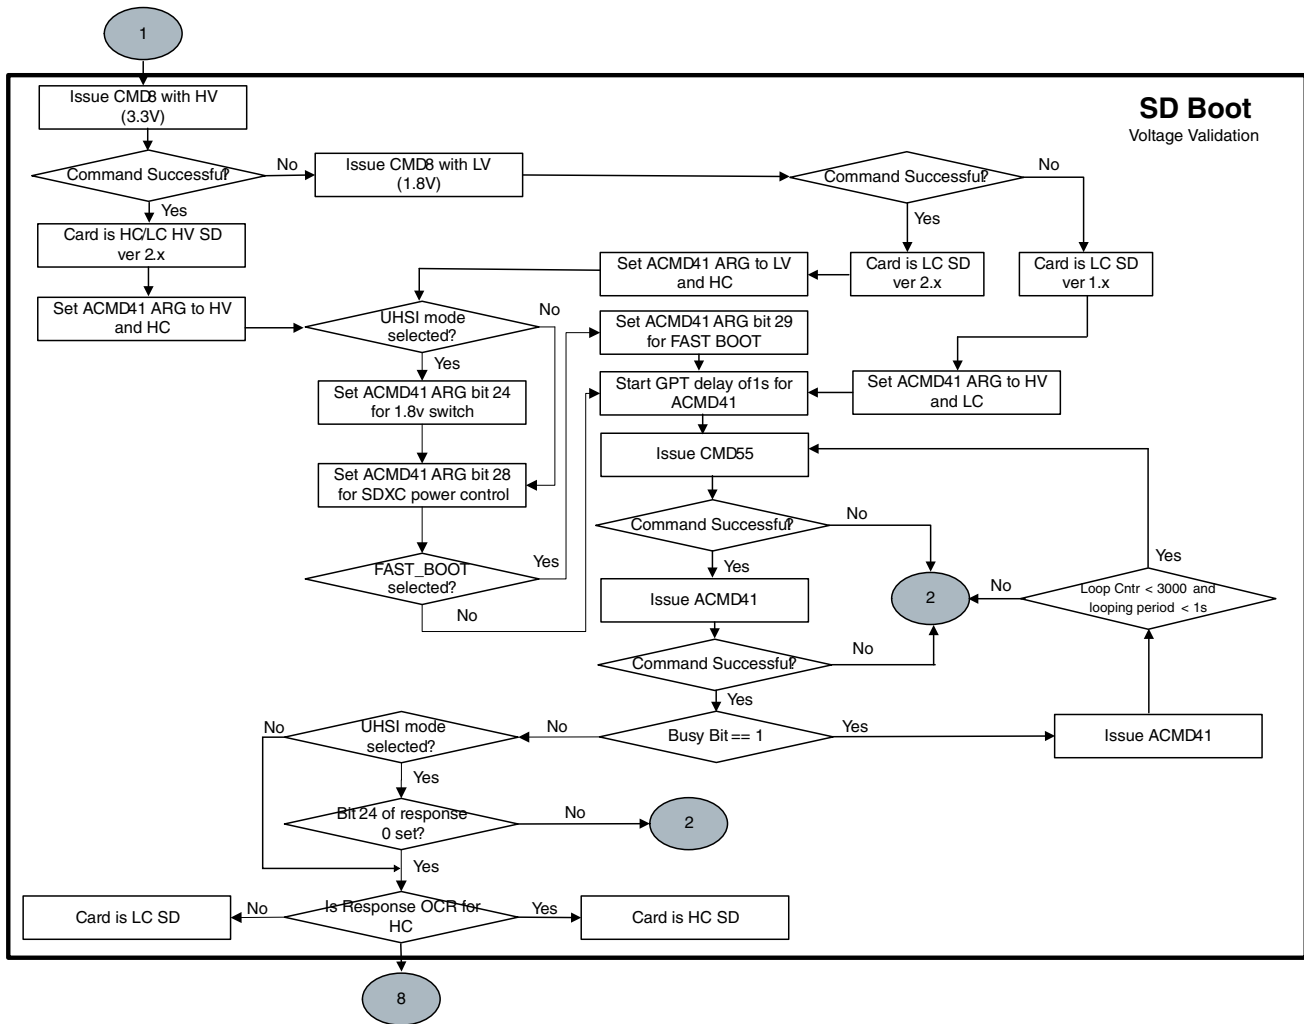 1
SD Boot
Voltage Validation
Issue CMD8 with HV
(3.3V)
Command Successful?
No
Issue CMD8 with LV
(1.8V)
Command Successful?
No
Yes
Yes
Card is HC/LC HV SD
ver 2.x
Set ACMD41 ARG to LV
and HC
Card is LC SD
ver 2.x
Card is LC SD
ver 1.x
Set ACMD41 ARG to HV
and HC
UHSI mode
selected?
No
Yes
Set ACMD41 ARG bit 29
for FAST BOOT
Set ACMD41 ARG bit 24
for 1.8v switch
Start GPT delay of1s for
ACMD41
Set ACMD41 ARG to HV
and LC
Issue CMD55
Set ACMD41 ARG bit 28
for SDXC power control
Command Successful?
No
Yes
FAST_BOOT
selected?
Yes
No
Issue ACMD41
2
No
Yes
Loop Cntr < 3000 and
looping period < 1s
Command Successful?
No
Yes
UHSI mode
selected?
No
No
Busy Bit == 1
Yes
Issue ACMD41
Yes
Bit 24 of response
0 set?
No
2
Yes
Card is LC SD
No
Is Response OCR for
HC
Yes
Card is HC SD
8